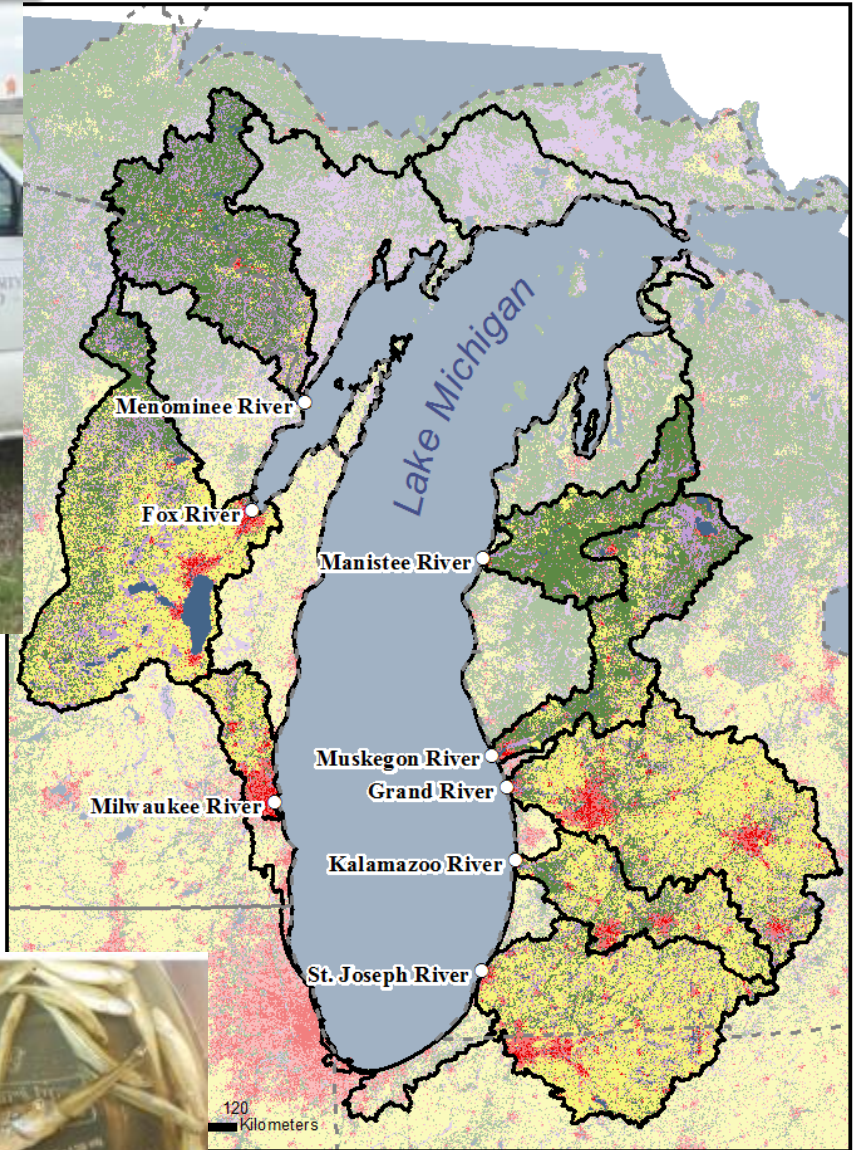 Lake Michigan
Menominee River
Fox River
Manistee River
Muskegon River
Grand River
Milwaukee River
Kalamazoo River
St. Joseph River
120
Kilometers